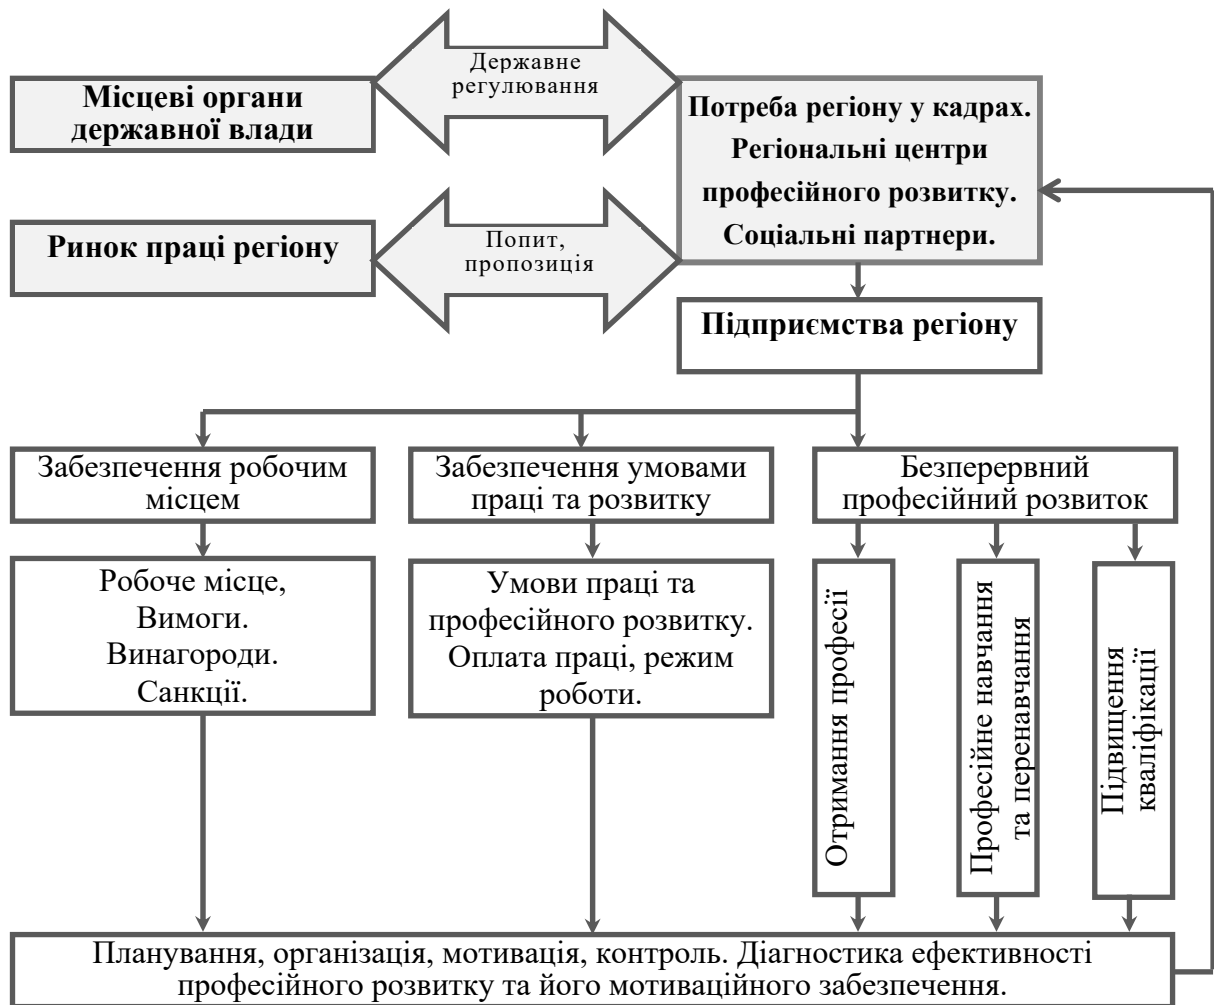 Державне
регулювання
Місцеві органи
державної влади
Потреба регіону у кадрах.
Регіональні центри
професійного розвитку.
Соціальні партнери.
Ринок праці регіону
Попит,
пропозиція
Підприємства регіону
Забезпечення робочим
місцем
Забезпечення умовами
праці та розвитку
Безперервний
професійний розвиток
Робоче місце,
Вимоги.
Винагороди.
Санкції.
Умови праці та
професійного розвитку.
Оплата праці, режим
роботи.
Отримання професії
Професійне навчання
та перенавчання
Підвищення
кваліфікації
Планування, організація, мотивація, контроль. Діагностика ефективності
професійного розвитку та його мотиваційного забезпечення.